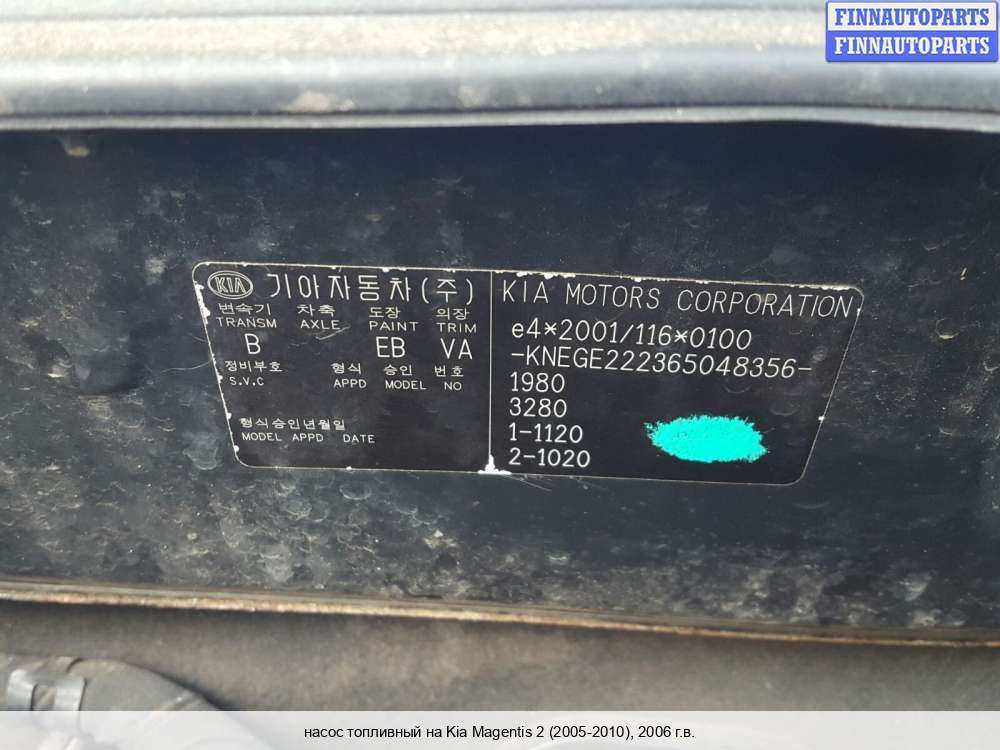 FINNAUTOPARTS
FINNAUTOPARTS
KIA 기아자동차(주)
변속기 차축 도장 의장
TRANSM AXLE PAINT TRIM
B EB VA
정비부호 형식 승인 번호
S.V.C APPD MODEL NO
형식승인년월일
MODEL APPD DATE
KIA MOTORS CORPORATION
e4*2001/116*0100
-KNEGE222365048356-
1980
3280
1-1120
2-1020
насос топливный на Kia Magentis 2 (2005-2010), 2006 г.в.